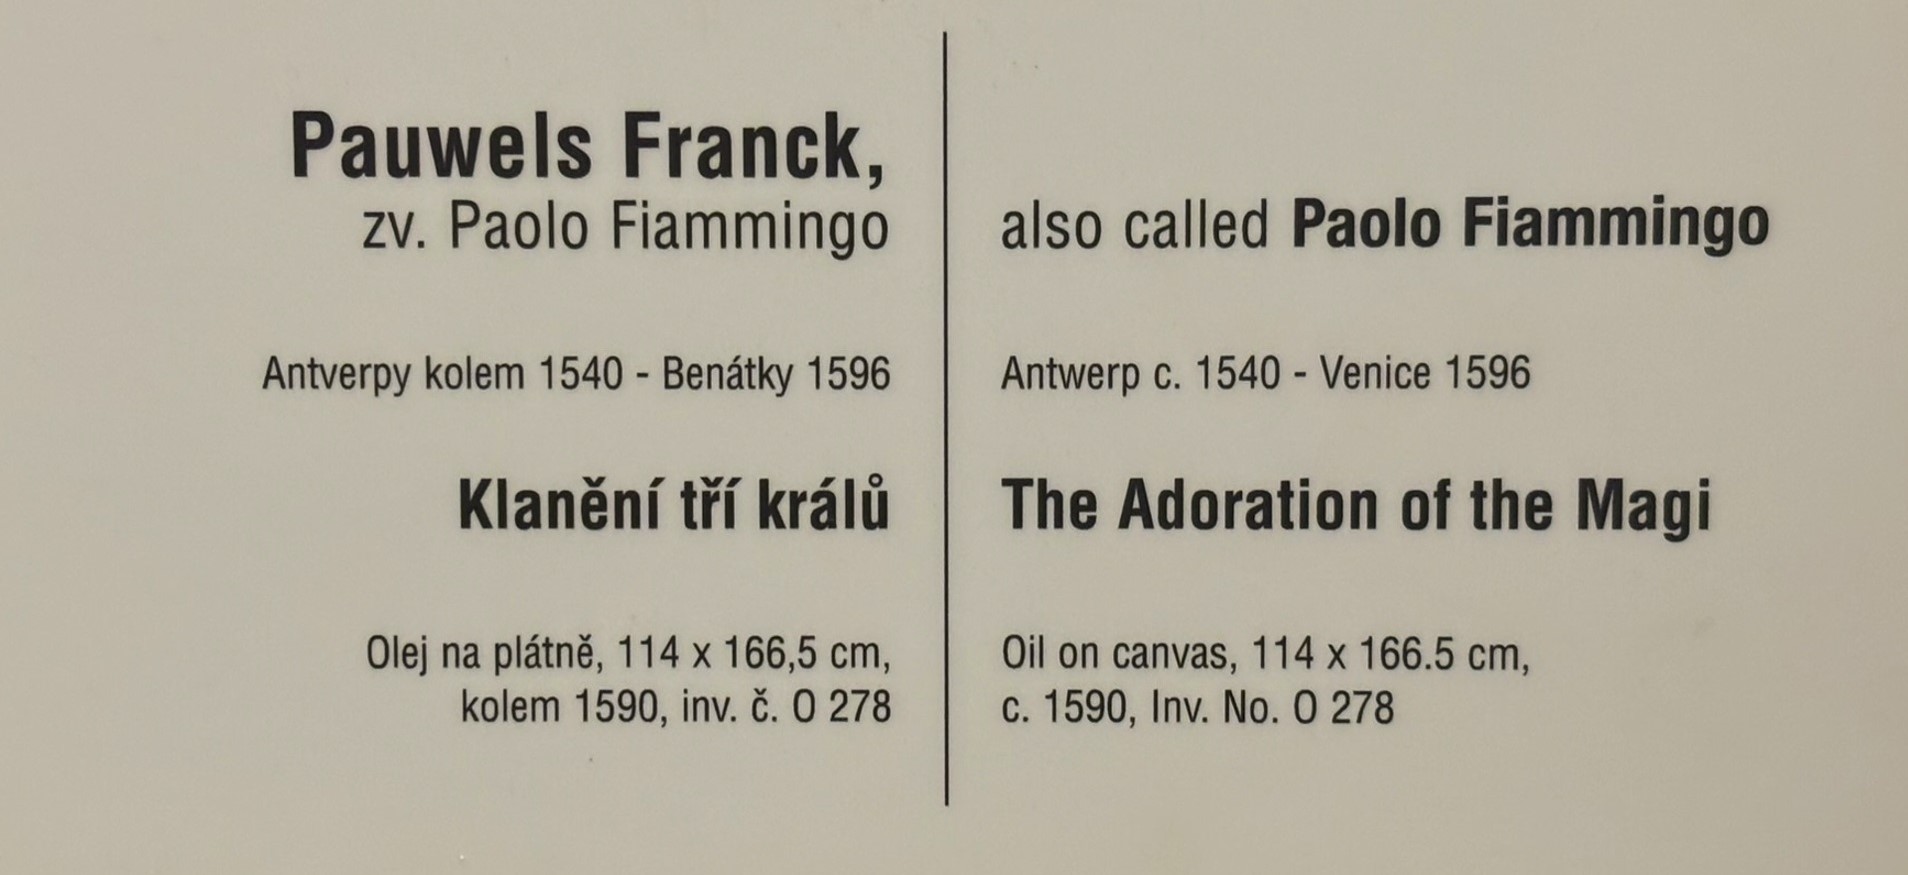 Pauwels Franck,
zv. Paolo Fiammingo
Antverpy kolem 1540 - Benátky 1596
Klanění tří králů
Olej na plátně, 114 x 166,5 cm,
kolem 1590, inv. č. O 278
also called Paolo Fiammingo
Antwerp c. 1540 - Venice 1596
The Adoration of the Magi
Oil on canvas, 114 x 166.5 cm,
c. 1590, Inv. No. O 278